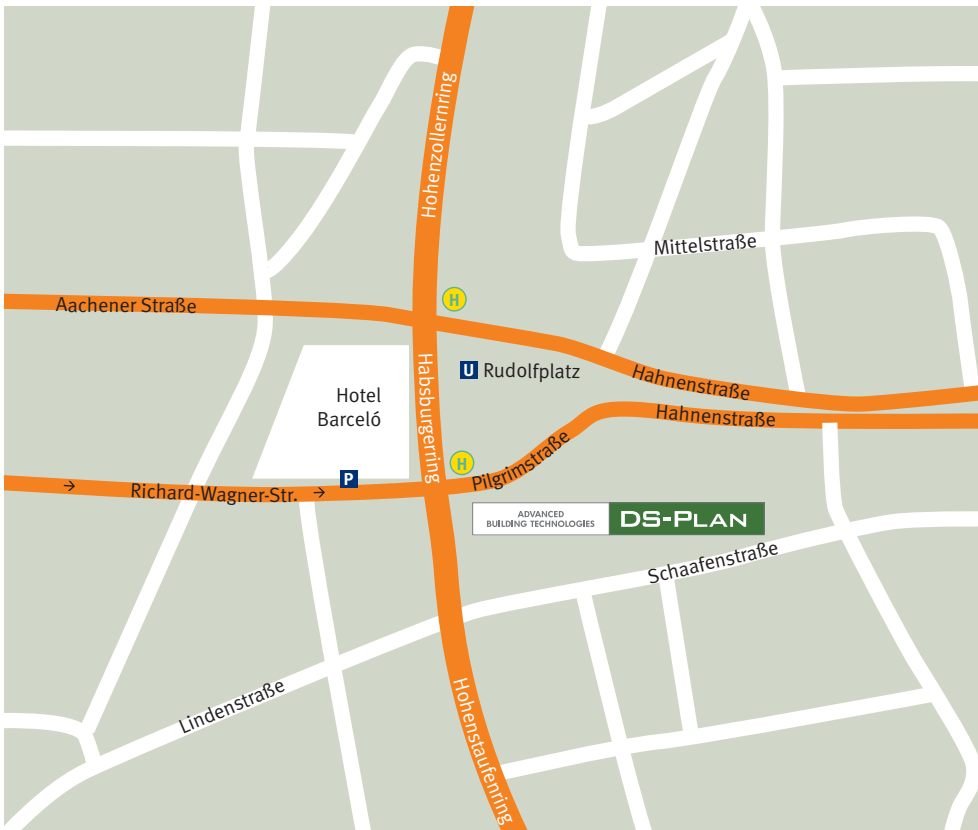 Hohenzollernring
Mittelstraße
H
Aachener Straße
Habsburgerring
U Rudolfplatz
Hahnenstraße
Hotel
Barceló
Hahnenstraße
H
Pilgrimstraße
P
→ Richard-Wagner-Str. →
ADVANCED
BUILDING TECHNOLOGIES
DS-PLAN
Schaafenstraße
Lindenstraße
Hohenstaufenring